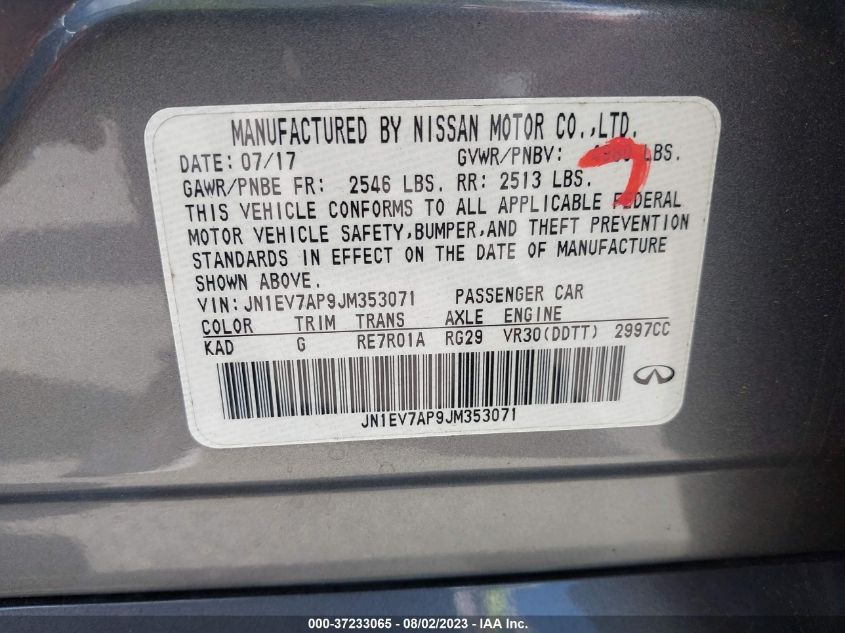 MANUFACTURED BY NISSAN MOTOR CO.,LTD.
DATE: 07/17 GVWR/PNBV: LBS.
GAWR/PNBE FR: 2546 LBS. RR: 2513 LBS.
THIS VEHICLE CONFORMS TO ALL APPLICABLE FEDERAL
MOTOR VEHICLE SAFETY,BUMPER,AND THEFT PREVENTION
STANDARDS IN EFFECT ON THE DATE OF MANUFACTURE
SHOWN ABOVE.
VIN:JN1EV7AP9JM353071 PASSENGER CAR
COLOR TRIM TRANS AXLE ENGINE
KAD G RE7R01A RG29 VR30(DDTT) 2997CC
JN1EV7AP9JM353071
000-37233065 - 08/02/2023 - IAA Inc.